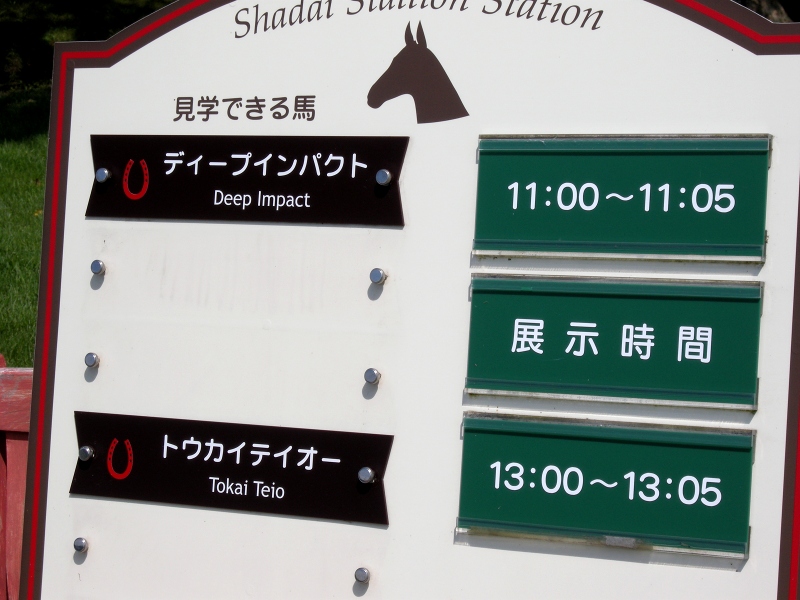 Shadai Stallion Station
見学できる馬
ディープインパクト
Deep Impact
11:00～11:05
展示時間
トウカイテイオー
Tokai Teio
13:00～13:05